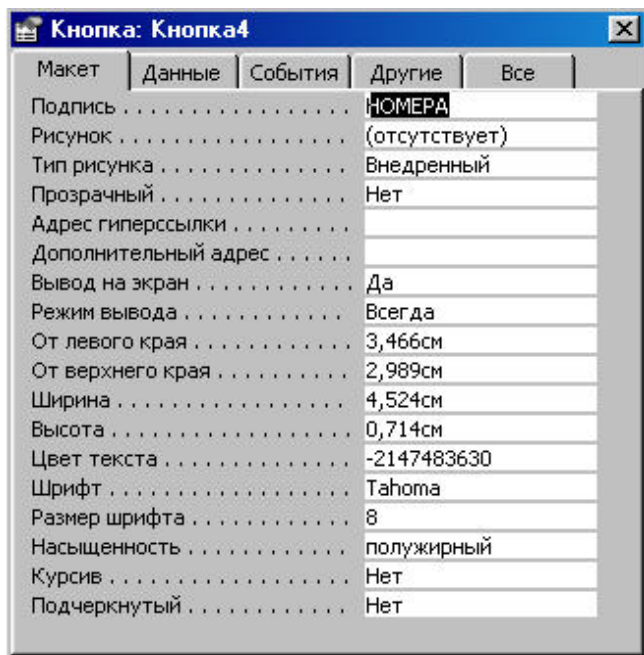 Кнопка: Кнопка4
Макет Данные События Другие Все
Подпись . . . . . . . . . . . . . . . . . . НОМЕРА
Рисунок . . . . . . . . . . . . . . . . . . (отсутствует)
Тип рисунка . . . . . . . . . . . . . . . Внедренный
Прозрачный . . . . . . . . . . . . . . . Нет
Адрес гиперссылки . . . . . . . . .
Дополнительный адрес . . . . . .
Вывод на экран . . . . . . . . . . . . Да
Режим вывода . . . . . . . . . . . . Всегда
От левого края . . . . . . . . . . . . 3,466см
От верхнего края . . . . . . . . . . 2,989см
Ширина . . . . . . . . . . . . . . . . . . 4,524см
Высота . . . . . . . . . . . . . . . . . . 0,714см
Цвет текста . . . . . . . . . . . . . . . -2147483630
Шрифт . . . . . . . . . . . . . . . . . . Tahoma
Размер шрифта . . . . . . . . . . . . 8
Насыщенность . . . . . . . . . . . . . полужирный
Курсив . . . . . . . . . . . . . . . . . . Нет
Подчеркнутый . . . . . . . . . . . . Нет